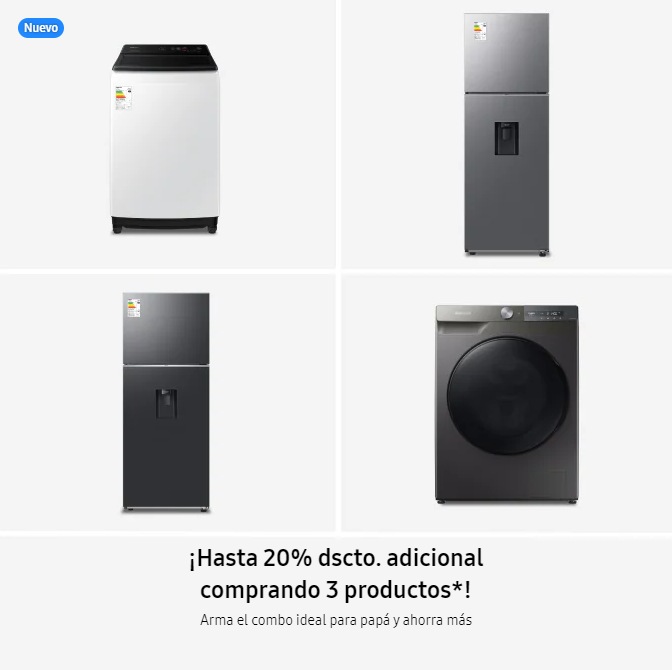 Nuevo
¡Hasta 20% dscto. adicional
comprando 3 productos*!
Arma el combo ideal para papá y ahorra más